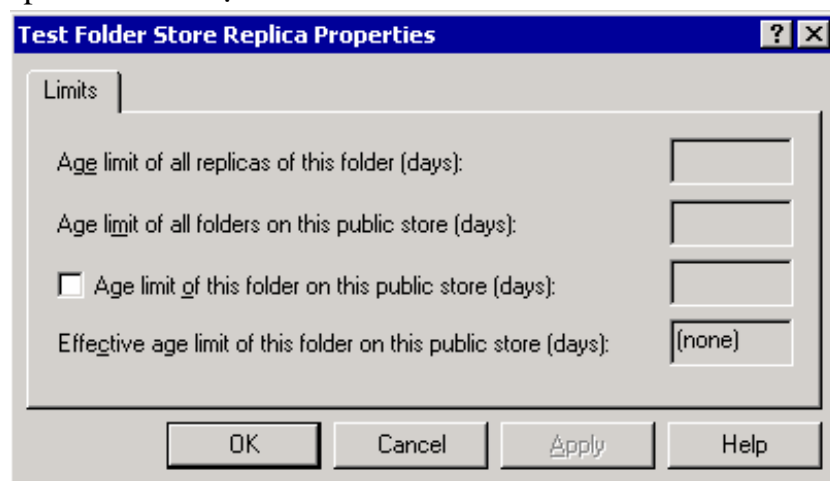 Test Folder Store Replica Properties ? X
Limits
Age limit of all replicas of this folder (days):
Age limit of all folders on this public store (days):
Age limit of this folder on this public store (days):
Effective age limit of this folder on this public store (days): (none)
OK Cancel Apply Help